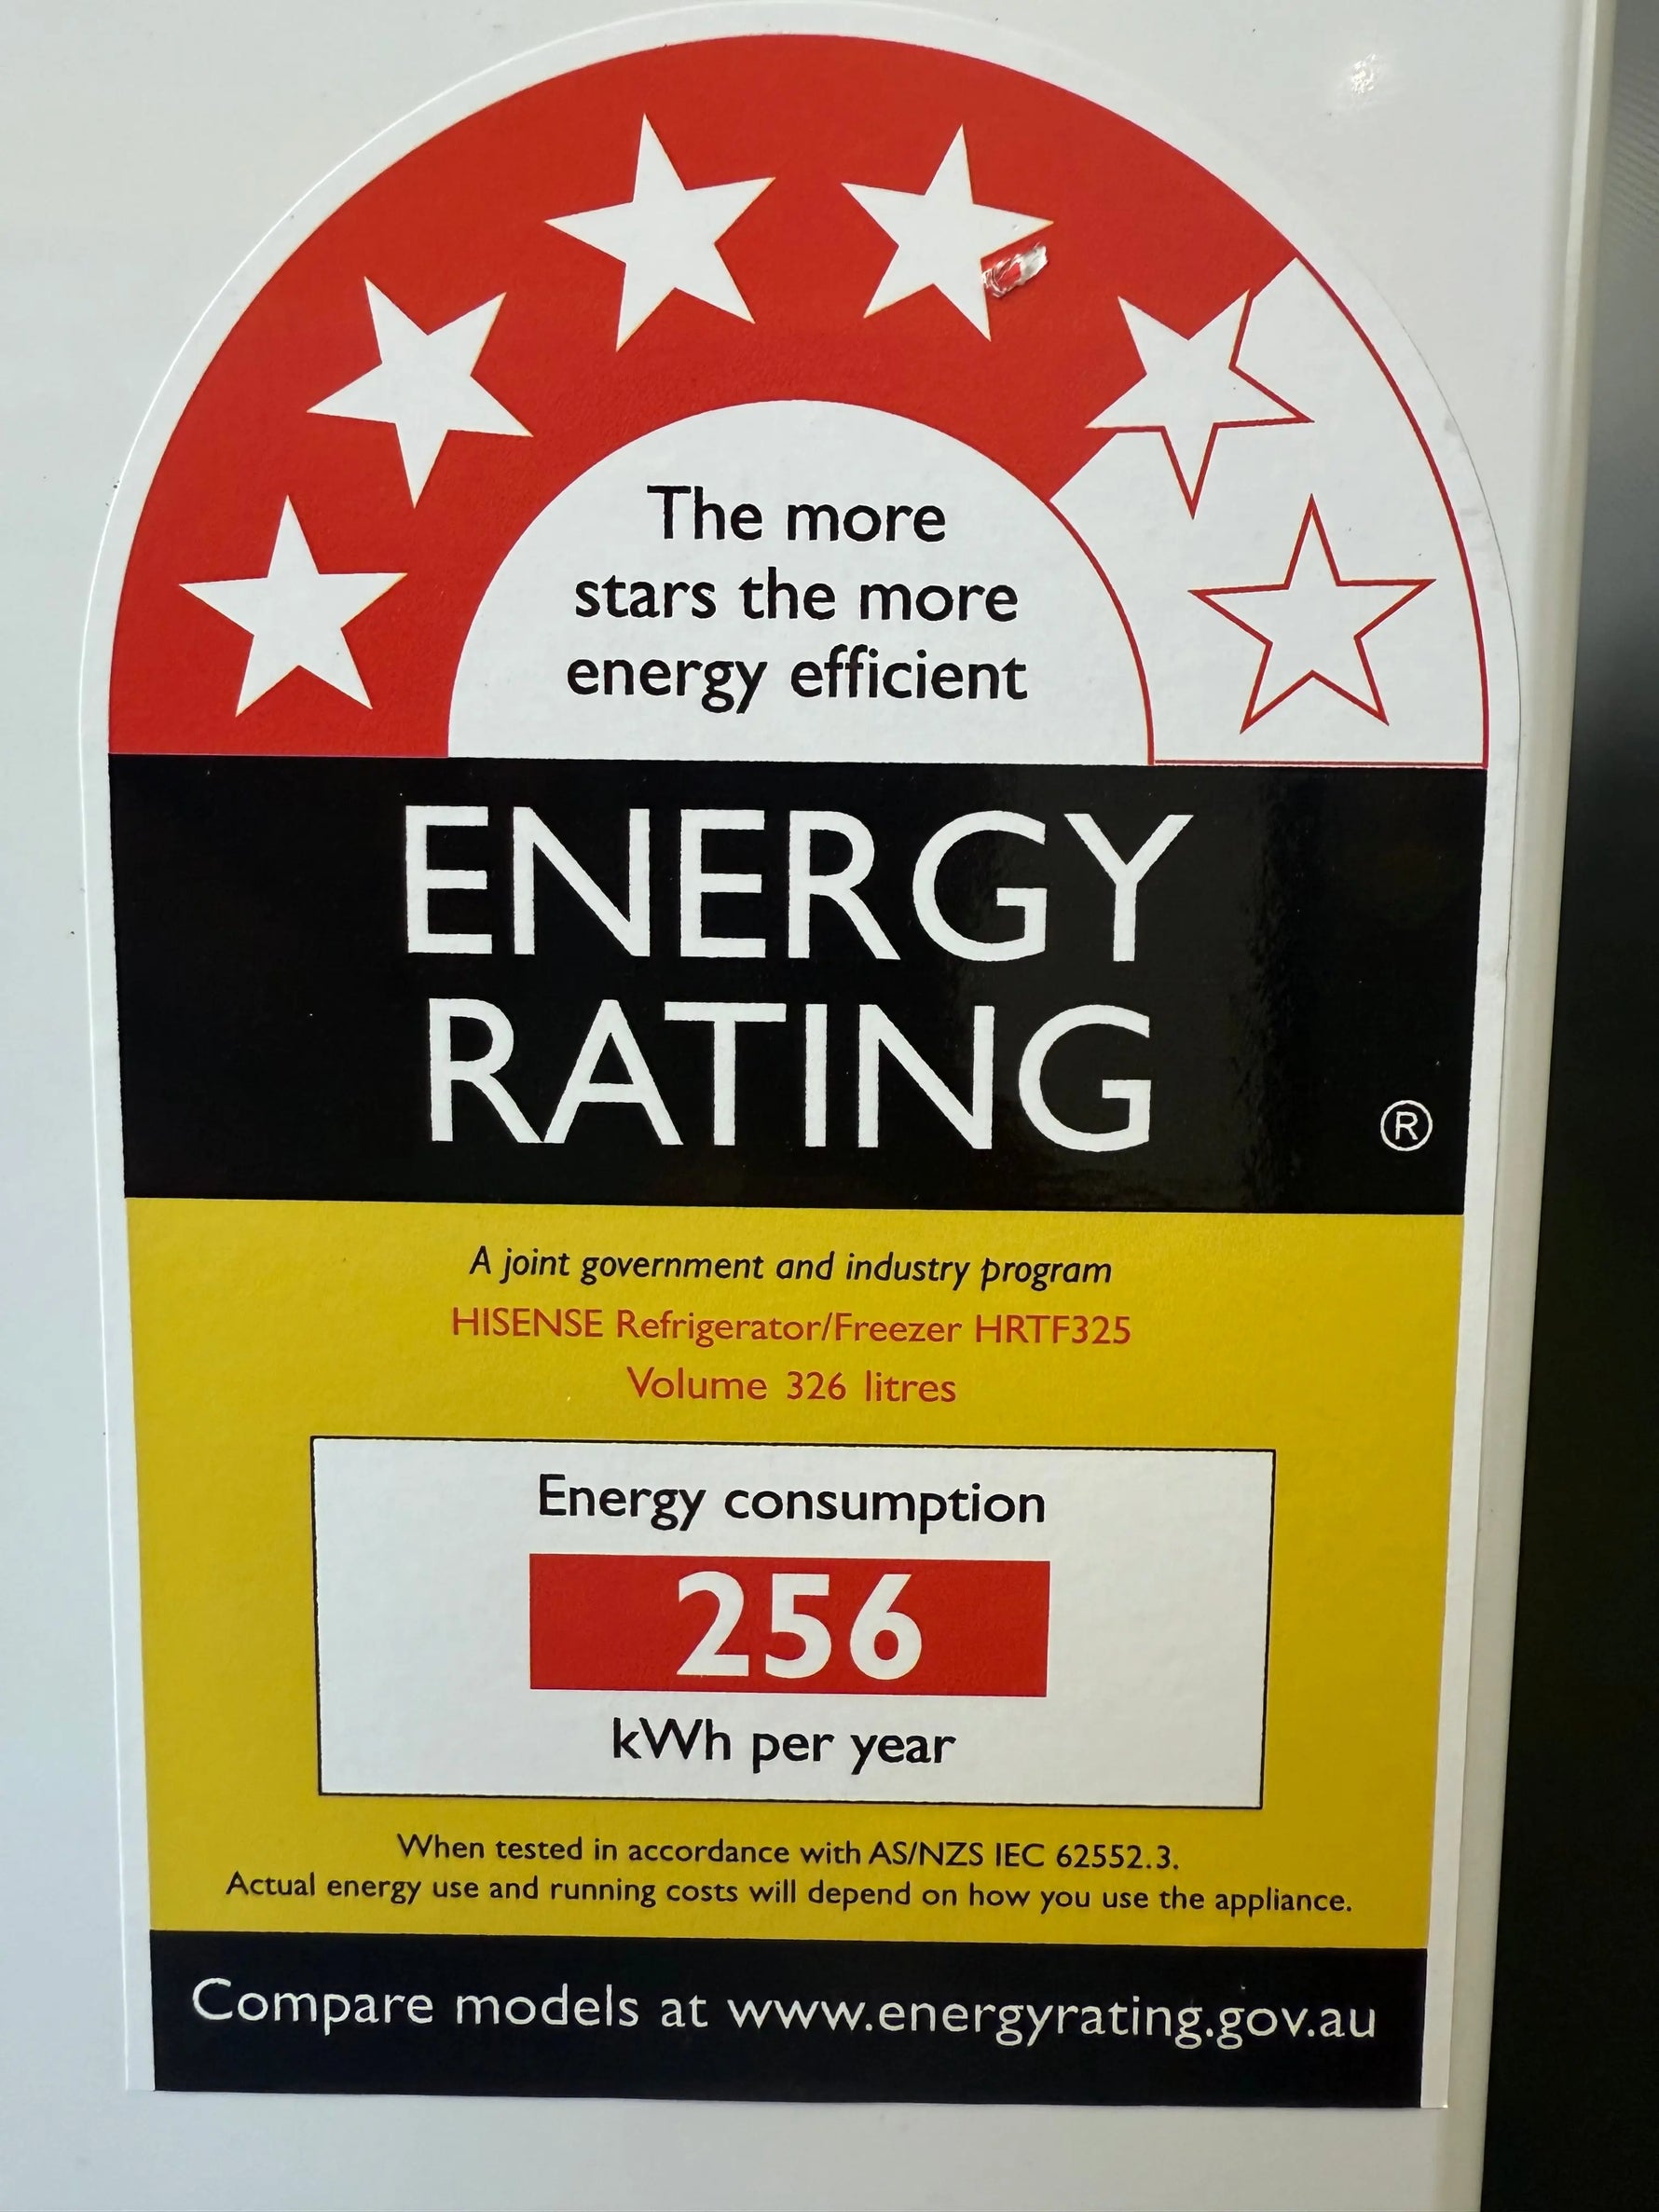 The more
stars the more
energy efficient
ENERGY
RATING
®
A joint government and industry program
HISENSE Refrigerator/Freezer HRTF325
Volume 326 litres
Energy consumption
256
kWh per year
When tested in accordance with AS/NZS IEC 62552.3.
Actual energy use and running costs will depend on how you use the appliance.
Compare models at www.energyrating.gov.au